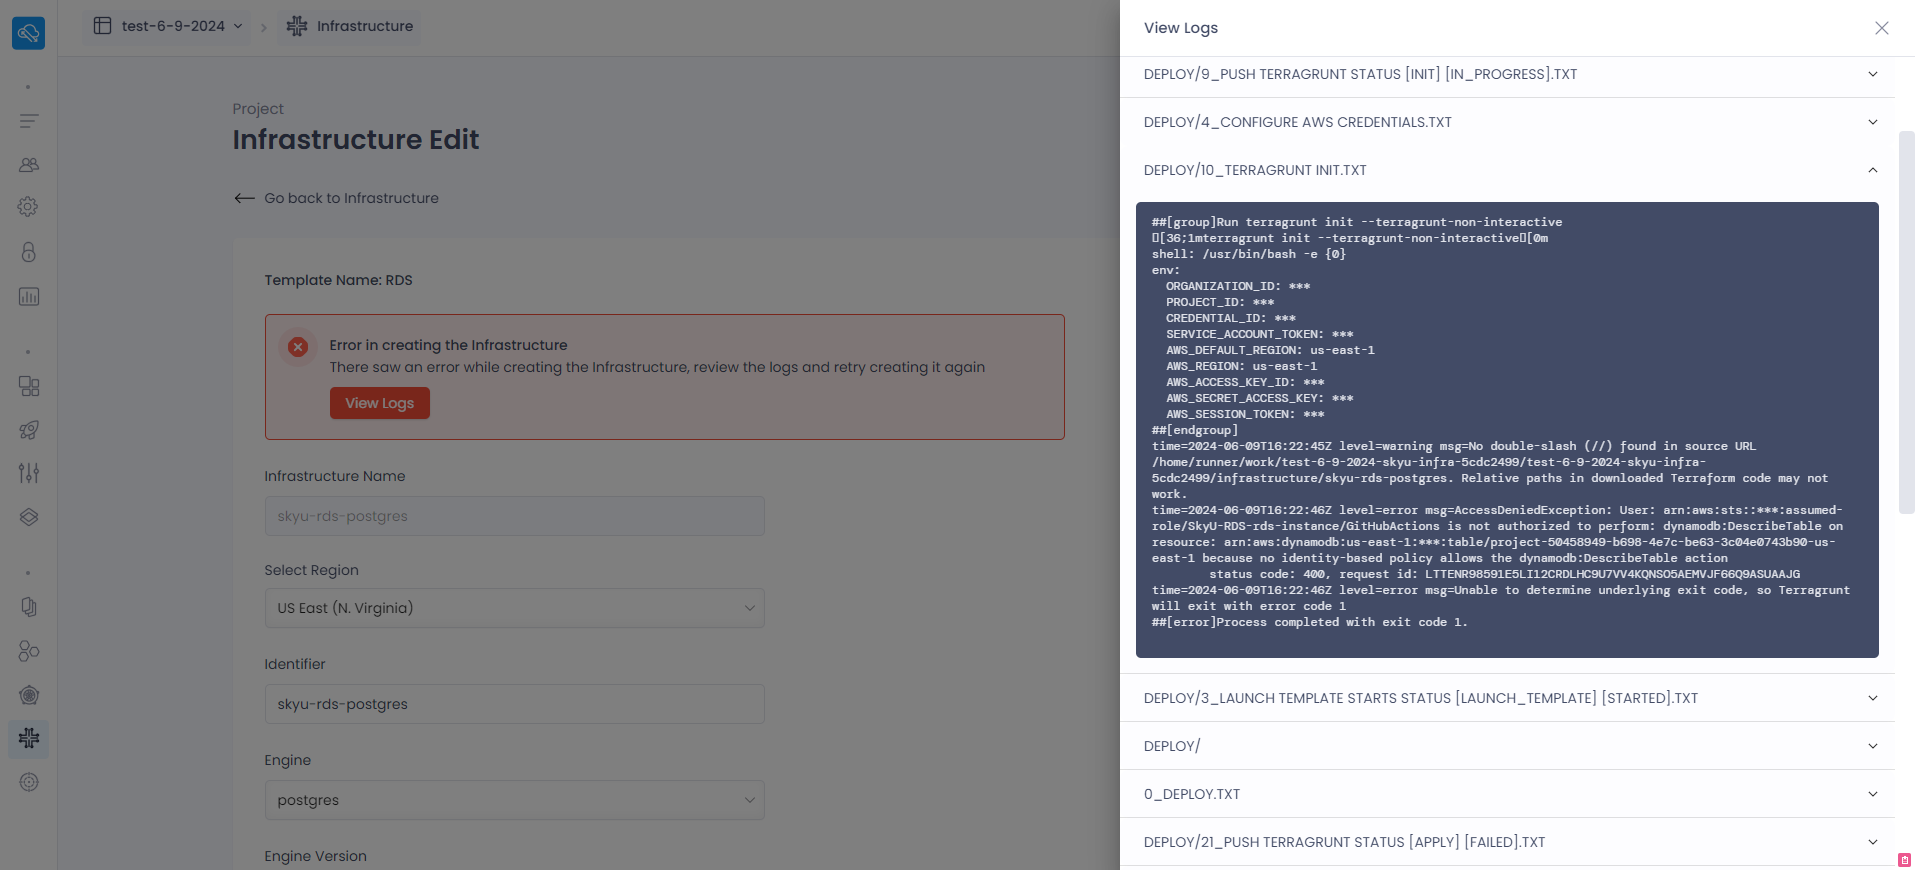 test-6-9-2024
Infrastructure
Project
Infrastructure Edit
Go back to Infrastructure
Template Name: RDS
Error in creating the Infrastructure
There saw an error while creating the Infrastructure, review the logs and retry creating it again
View Logs
Infrastructure Name
skyu-rds-postgres
Select Region
US East (N. Virginia)
Identifier
skyu-rds-postgres
Engine
postgres
Engine Version
View Logs
DEPLOY/9_PUSH TERRAGRUNT STATUS [INIT] [IN_PROGRESS].TXT
DEPLOY/4_CONFIGURE AWS CREDENTIALS.TXT
DEPLOY/10_TERRAGRUNT INIT.TXT
##[group]Run terragrunt init --terragrunt-non-interactive
▯[36;1mterragrunt init --terragrunt-non-interactive▯[0m
shell: /usr/bin/bash -e {0}
env:
ORGANIZATION_ID: ***
PROJECT_ID: ***
CREDENTIAL_ID: ***
SERVICE_ACCOUNT_TOKEN: ***
AWS_DEFAULT_REGION: us-east-1
AWS_REGION: us-east-1
AWS_ACCESS_KEY_ID: ***
AWS_SECRET_ACCESS_KEY: ***
AWS_SESSION_TOKEN: ***
##[endgroup]
time=2024-06-09T16:22:45Z level=warning msg=No double-slash (//) found in source URL
/home/runner/work/test-6-9-2024-skyu-infra-5cdc2499/test-6-9-2024-skyu-infra-
5cdc2499/infrastructure/skyu-rds-postgres. Relative paths in downloaded Terraform code may not
work.
time=2024-06-09T16:22:46Z level=error msg=AccessDeniedException: User: arn:aws:sts::***:assumed-
role/SkyU-RDS-rds-instance/GitHubActions is not authorized to perform: dynamodb:DescribeTable on
resource: arn:aws:dynamodb:us-east-1:***:table/project-50458949-b698-4e7c-be63-3c04e0743b90-us-
east-1 because no identity-based policy allows the dynamodb:DescribeTable action
status code: 400, request id: LTTENR98591E5LI12CRDLHC9U7VV4KQNSO5AEMVJF66Q9ASUAAJG
time=2024-06-09T16:22:46Z level=error msg=Unable to determine underlying exit code, so Terragrunt
will exit with error code 1
##[error]Process completed with exit code 1.
DEPLOY/3_LAUNCH TEMPLATE STARTS STATUS [LAUNCH_TEMPLATE] [STARTED].TXT
DEPLOY/
0_DEPLOY.TXT
DEPLOY/21_PUSH TERRAGRUNT STATUS [APPLY] [FAILED].TXT